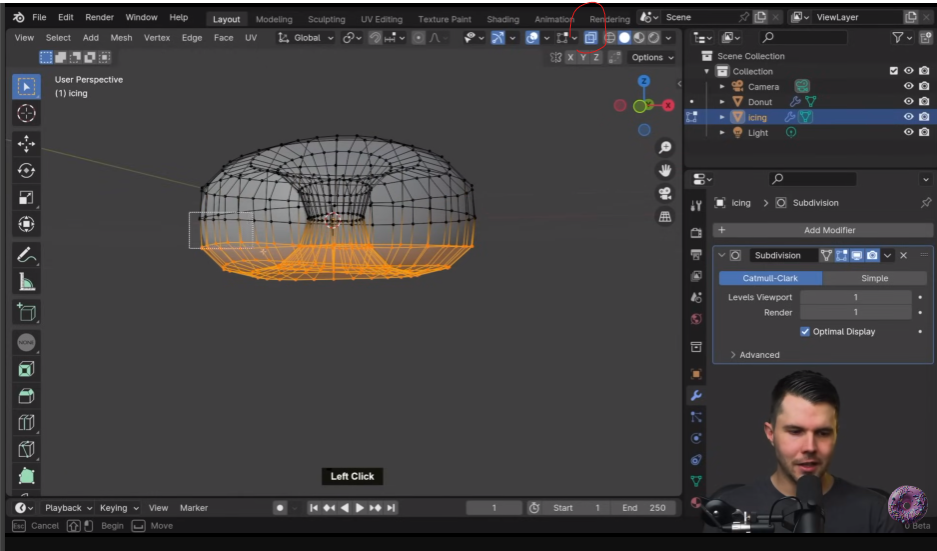 File Edit Render Window Help Layout Modeling Sculpting UV Editing Texture Paint Shading Animation Rendering Scene ViewLayer
View Select Add Mesh Vertex Edge Face UV Global
X Y Z Options
User Perspective
(1) icing
Z
X
Scene Collection
Collection
Camera
Donut
icing
Light
Icing > Subdivision
Add Modifier
Subdivision
Catmull-Clark Simple
Levels Viewport 1
Render 1
Optimal Display
Advanced
NONE
Left Click
Playback Keying View Marker 1 Start 1 End 250
Esc Cancel Begin Move
0 Beta